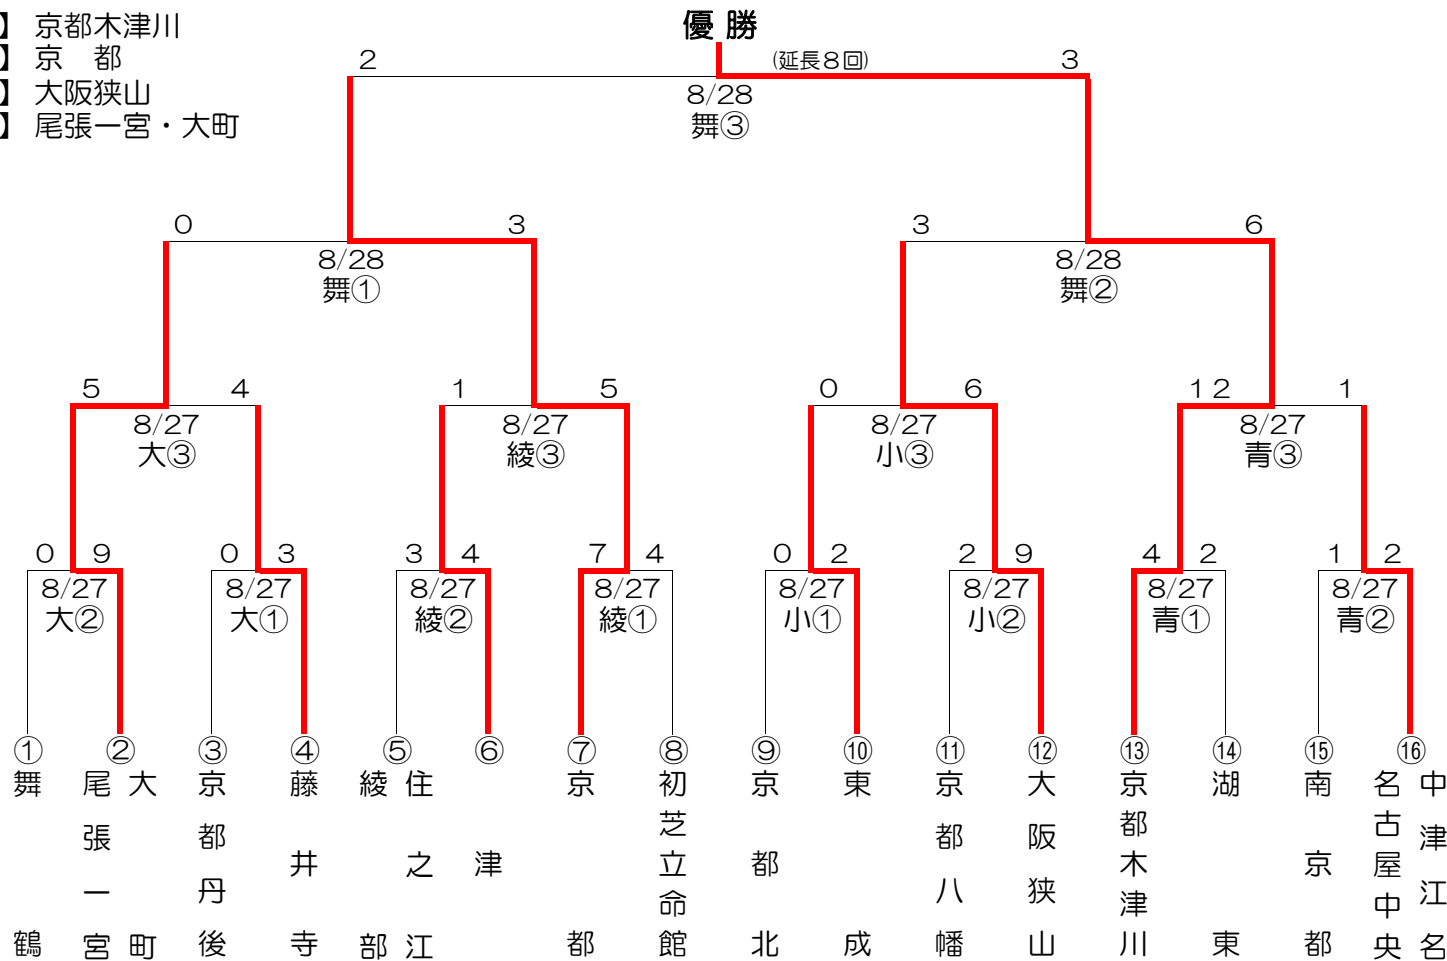 】 京都木津川
】 京　都
】 大阪狭山
】 尾張一宮・大町
優 勝
2 (延長８回) 3
8/28
舞③
0 3 3 6
8/28 8/28
舞① 舞②
5 4 1 5 0 6 12 1
8/27 8/27 8/27 8/27
大③ 綾③ 小③ 青③
0 9 0 3 3 4 7 4 0 2 2 9 4 2 1 2
8/27 8/27 8/27 8/27 8/27 8/27 8/27 8/27
大② 大① 綾② 綾① 小① 小② 青① 青②
① ② ③ ④ ⑤ ⑥ ⑦ ⑧ ⑨ ⑩ ⑪ ⑫ ⑬ ⑭ ⑮ ⑯
舞鶴
尾張一宮
大町
京都丹後
藤井寺
綾部
住之江
津
京都
初芝立命館
京都北
東成
京都八幡
大阪狭山
京都木津川
湖東
南京都
名古屋中央
中津江名